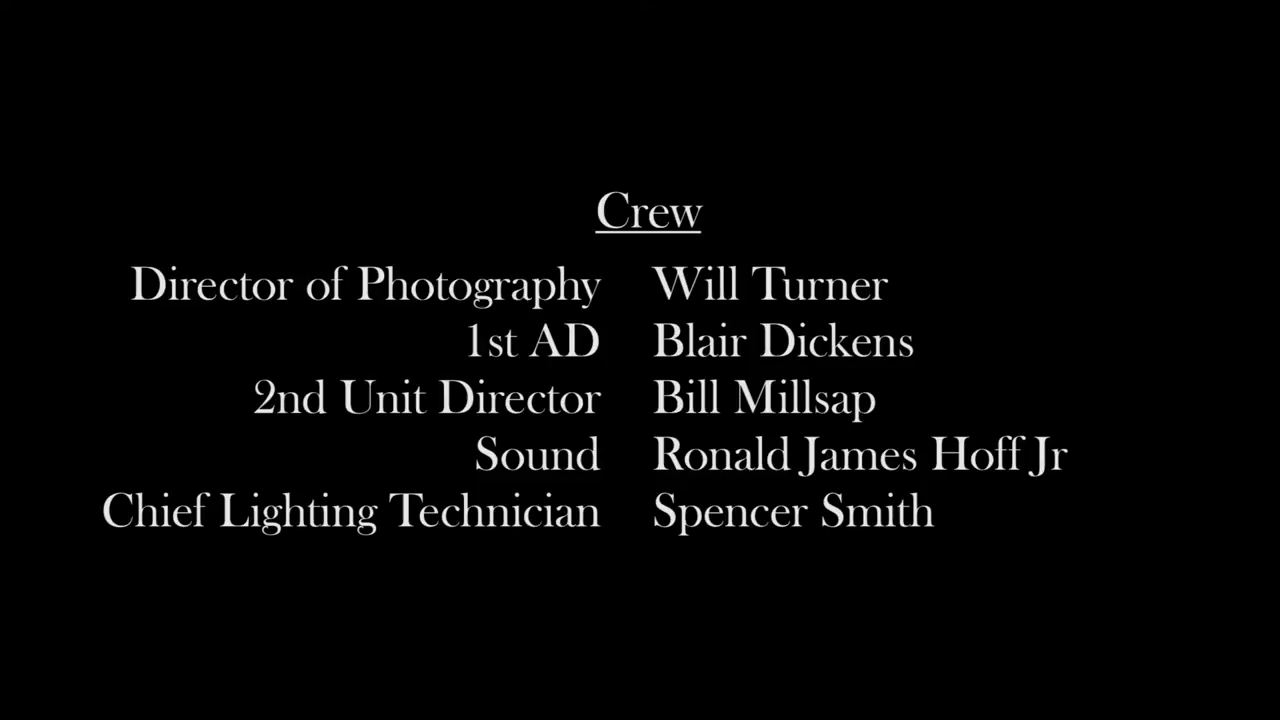 Crew
Director of Photography Will Turner
1st AD Blair Dickens
2nd Unit Director Bill Millsap
Sound Ronald James Hoff Jr
Chief Lighting Technician Spencer Smith